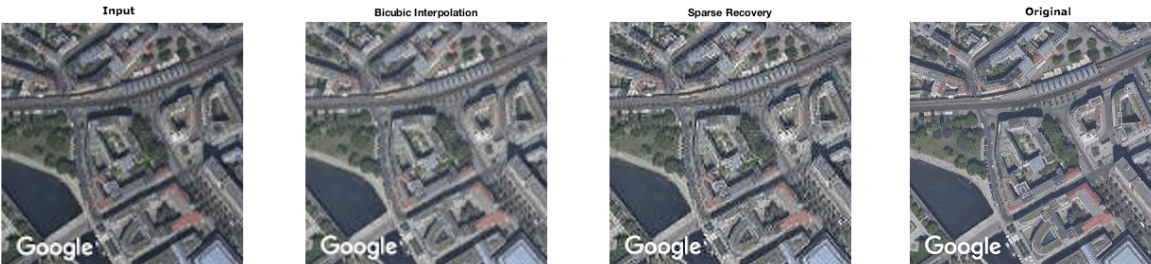 Input
Bicubic Interpolation
Sparse Recovery
Original
Google
Google
Google
Google